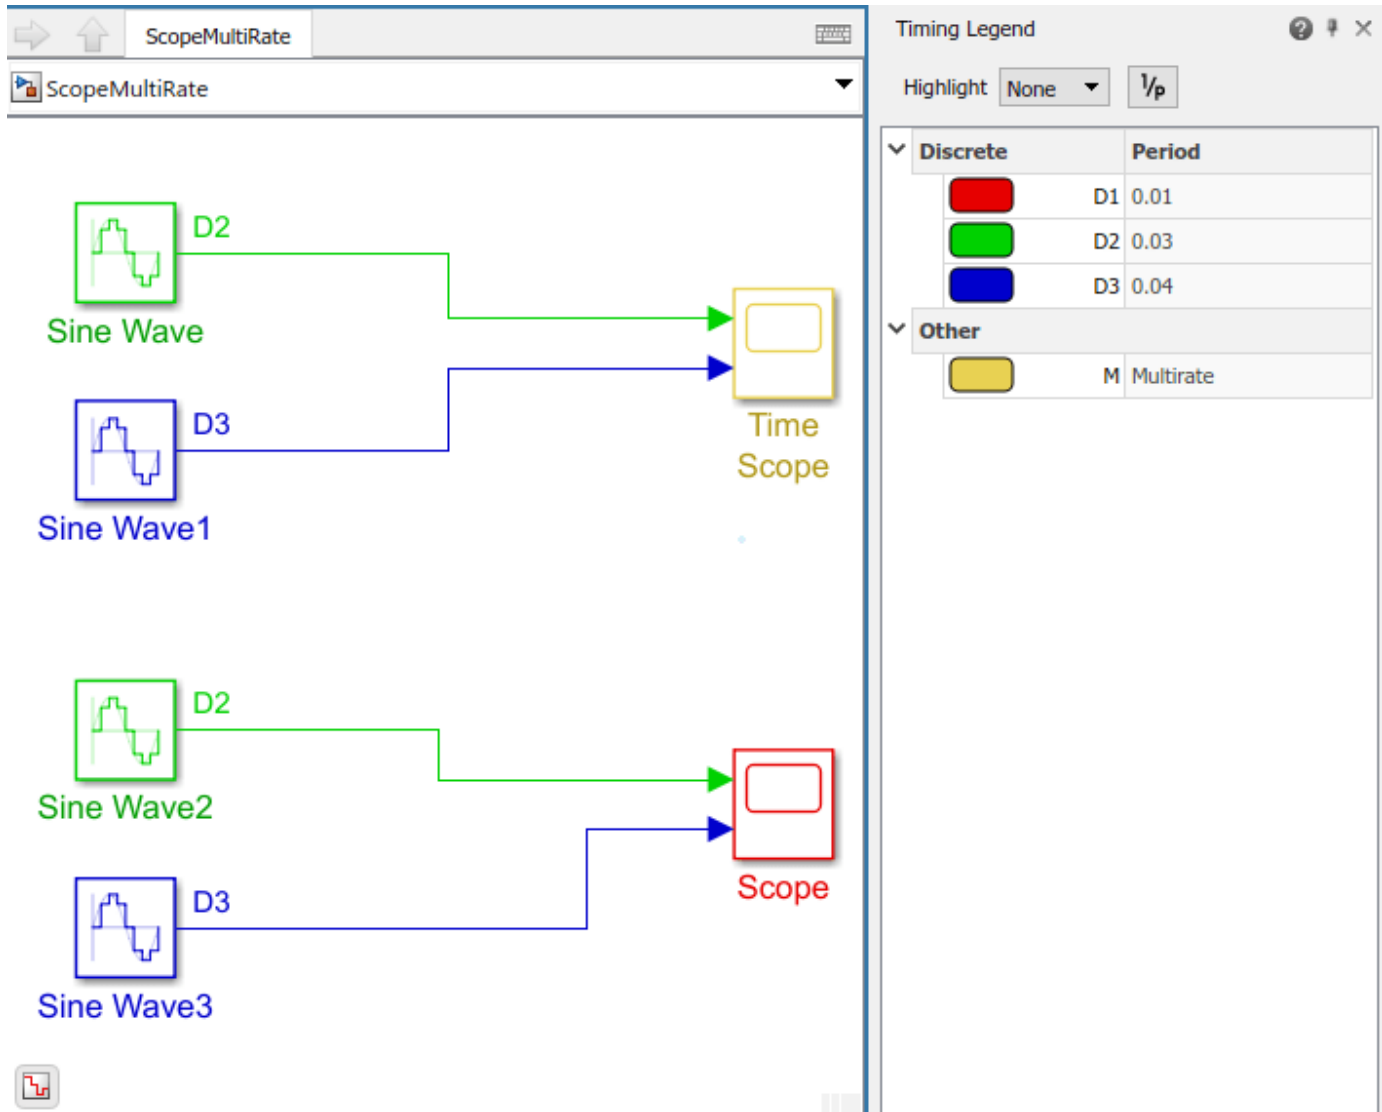 ScopeMultiRate
ScopeMultiRate
D2
Sine Wave
D3
Sine Wave1
Time
Scope
D2
Sine Wave2
D3
Sine Wave3
Scope
Timing Legend
Highlight None 1/p
Discrete Period
D1 0.01
D2 0.03
D3 0.04
Other
M Multirate